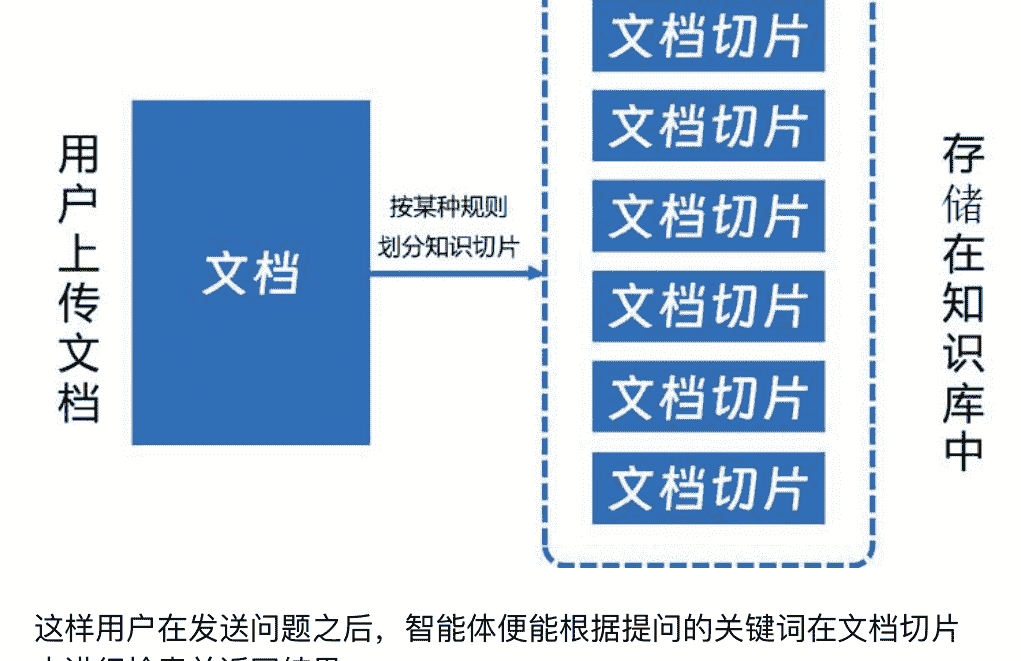 用户上传文档
文档
按某种规则
划分知识切片
文档切片
文档切片
文档切片
文档切片
文档切片
文档切片
存储在知识库中
这样用户在发送问题之后，智能体便能根据提问的关键词在文档切片